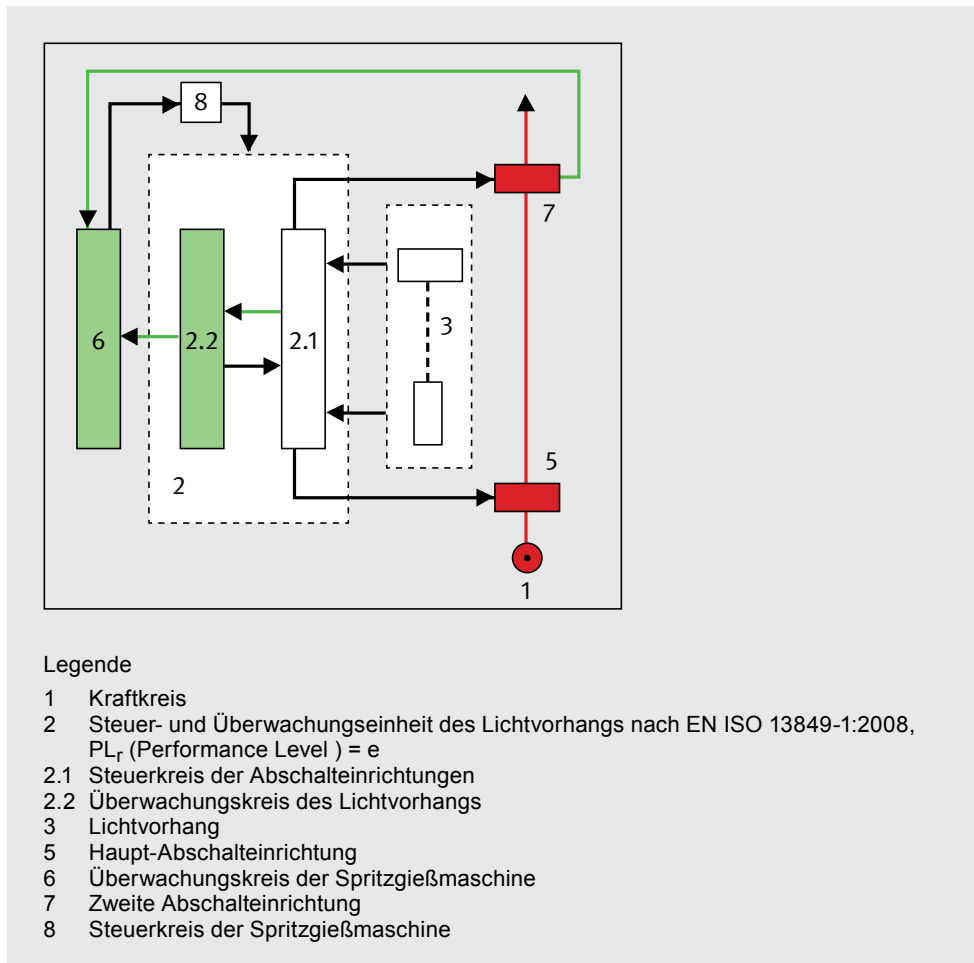 8
7
6
2.2
2.1
3
2
5
1
Legende
1 Kraftkreis
2 Steuer- und Überwachungseinheit des Lichtvorhangs nach EN ISO 13849-1:2008,
PLr (Performance Level ) = e
2.1 Steuerkreis der Abschalteinrichtungen
2.2 Überwachungskreis des Lichtvorhangs
3 Lichtvorhang
5 Haupt-Abschalteinrichtung
6 Überwachungskreis der Spritzgießmaschine
7 Zweite Abschalteinrichtung
8 Steuerkreis der Spritzgießmaschine